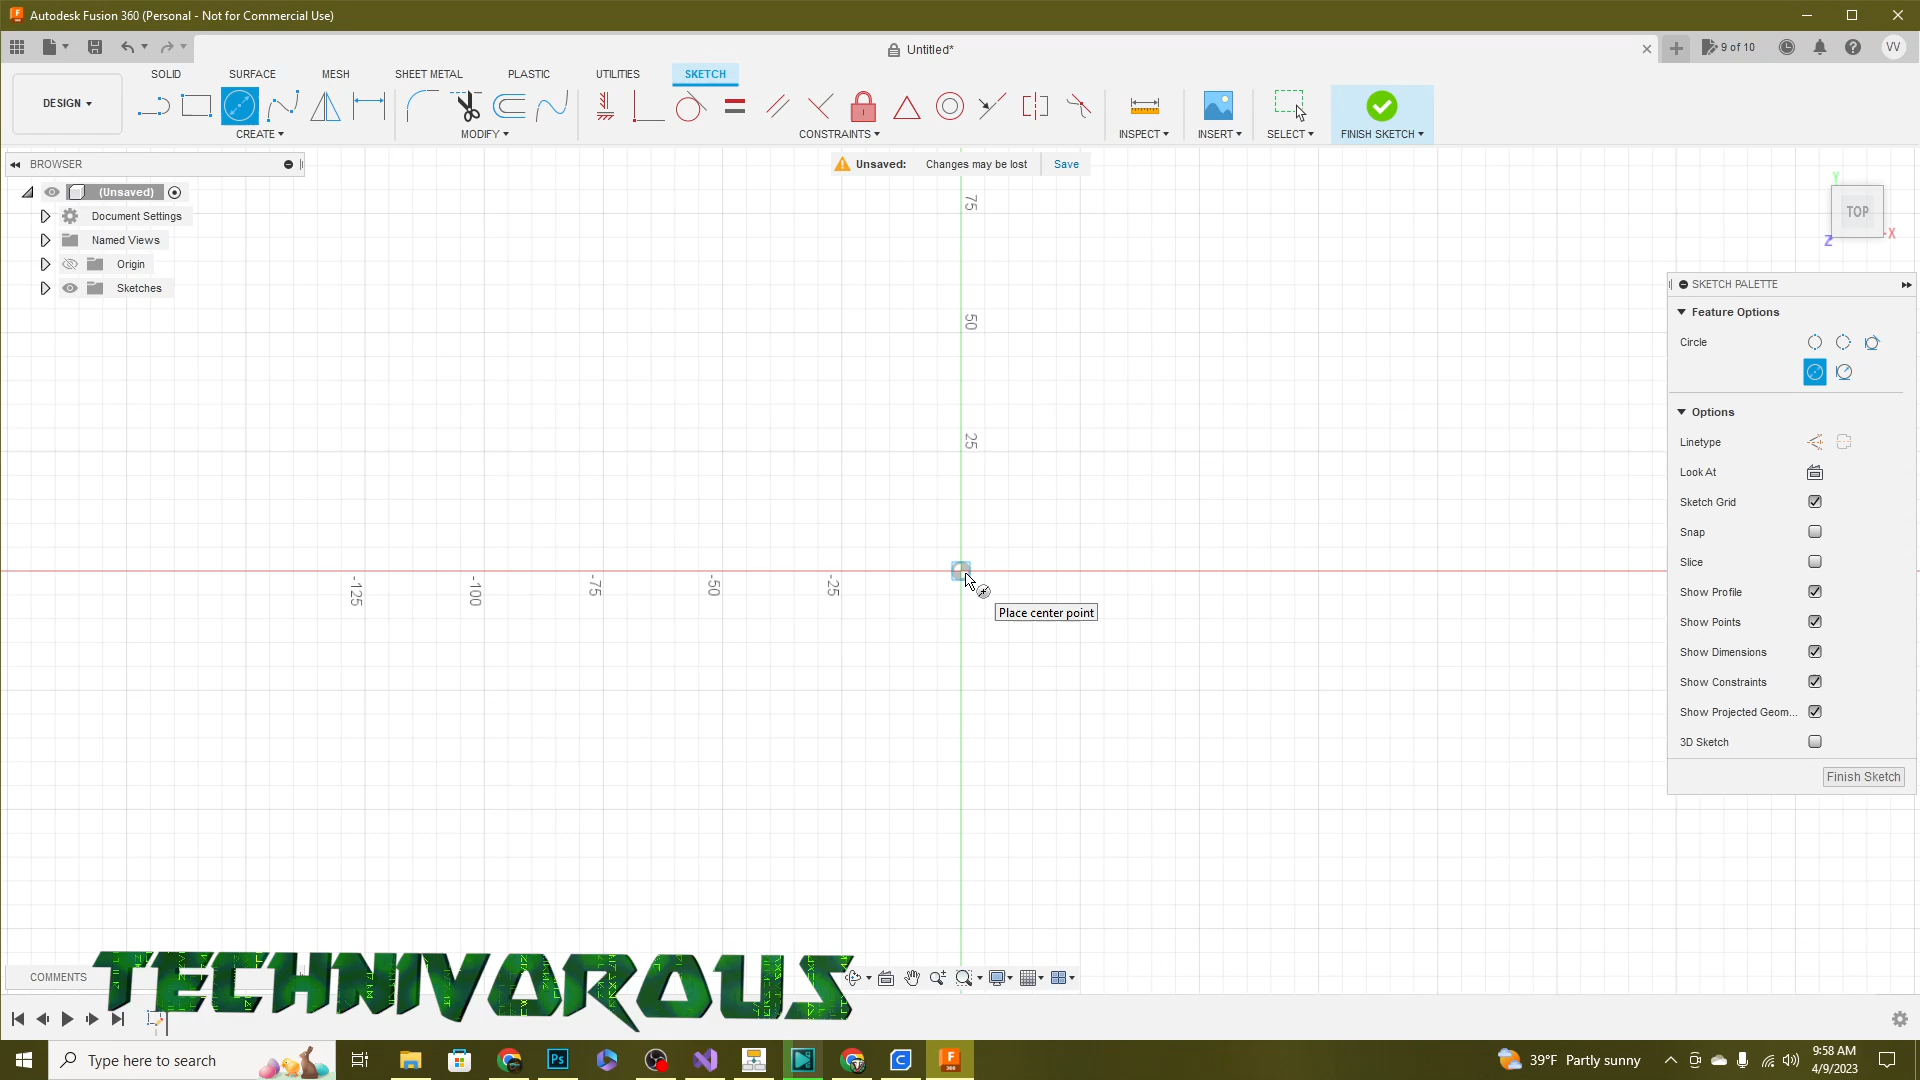 Autodesk Fusion 360 (Personal - Not for Commercial Use)
Untitled*
9 of 10
VV
DESIGN
SOLID
SURFACE
MESH
SHEET METAL
PLASTIC
UTILITIES
SKETCH
CREATE
MODIFY
CONSTRAINTS
INSPECT
INSERT
SELECT
FINISH SKETCH
BROWSER
Unsaved: Changes may be lost Save
(Unsaved)
Document Settings
Named Views
Origin
Sketches
75
50
25
-125
-100
-75
-50
-25
Place center point
Y
TOP
X
Z
SKETCH PALETTE
Feature Options
Circle
Options
Linetype
Look At
Sketch Grid
Snap
Slice
Show Profile
Show Points
Show Dimensions
Show Constraints
Show Projected Geom...
3D Sketch
Finish Sketch
COMMENTS
TECHNIVOROUS
Type here to search
Ps
39°F Partly sunny
9:58 AM
4/9/2023